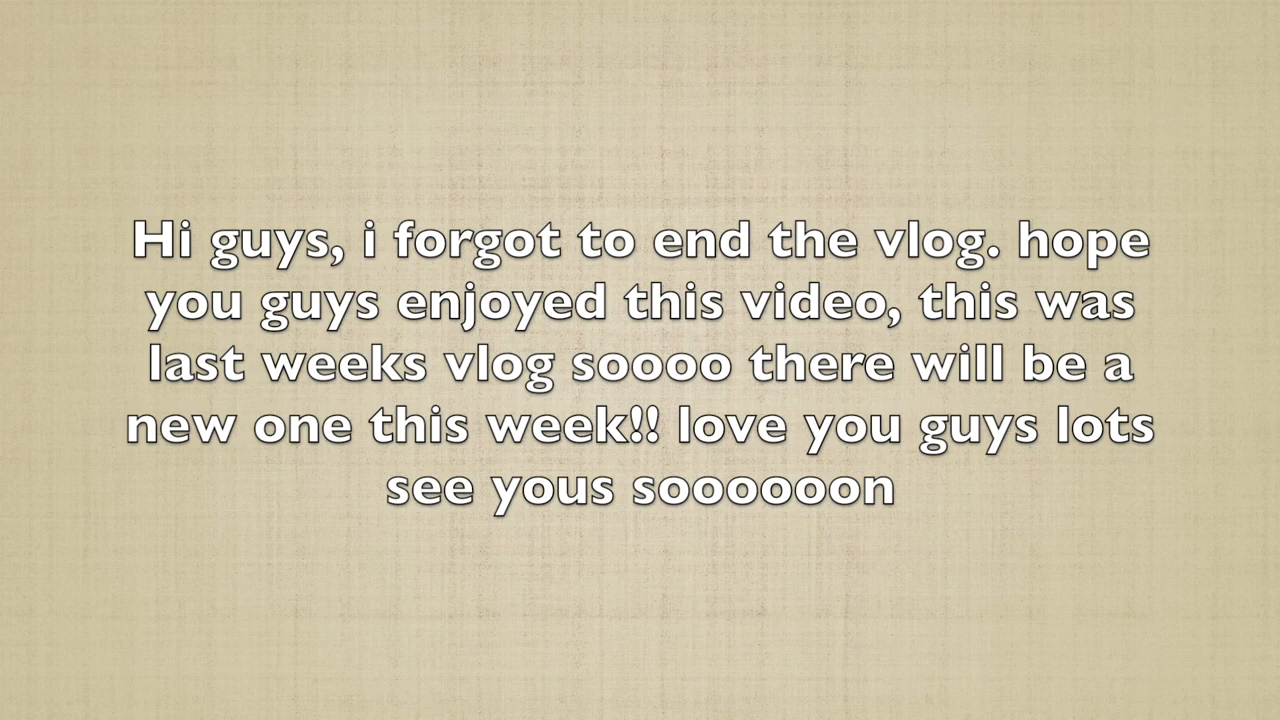 Hi guys, i forgot to end the vlog. hope
you guys enjoyed this video, this was
last weeks vlog soooo there will be a
new one this week!! love you guys lots
see yous sooooooon